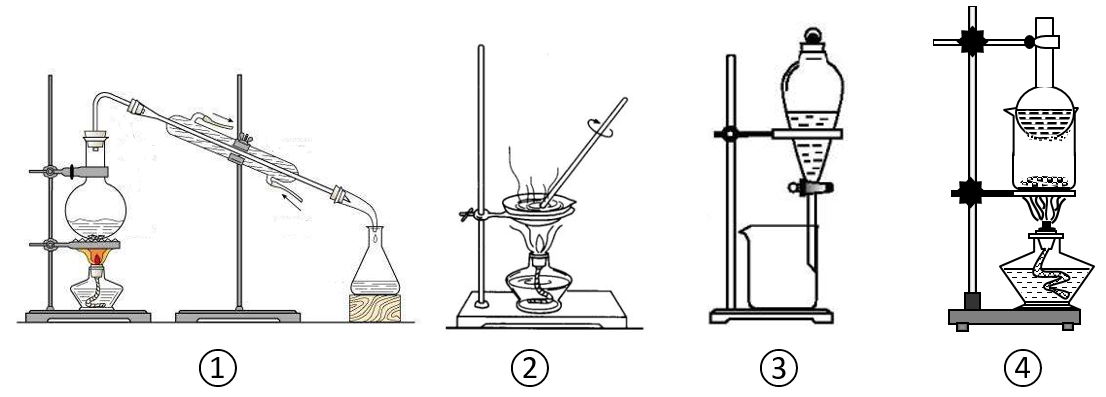 ① ② ③ ④